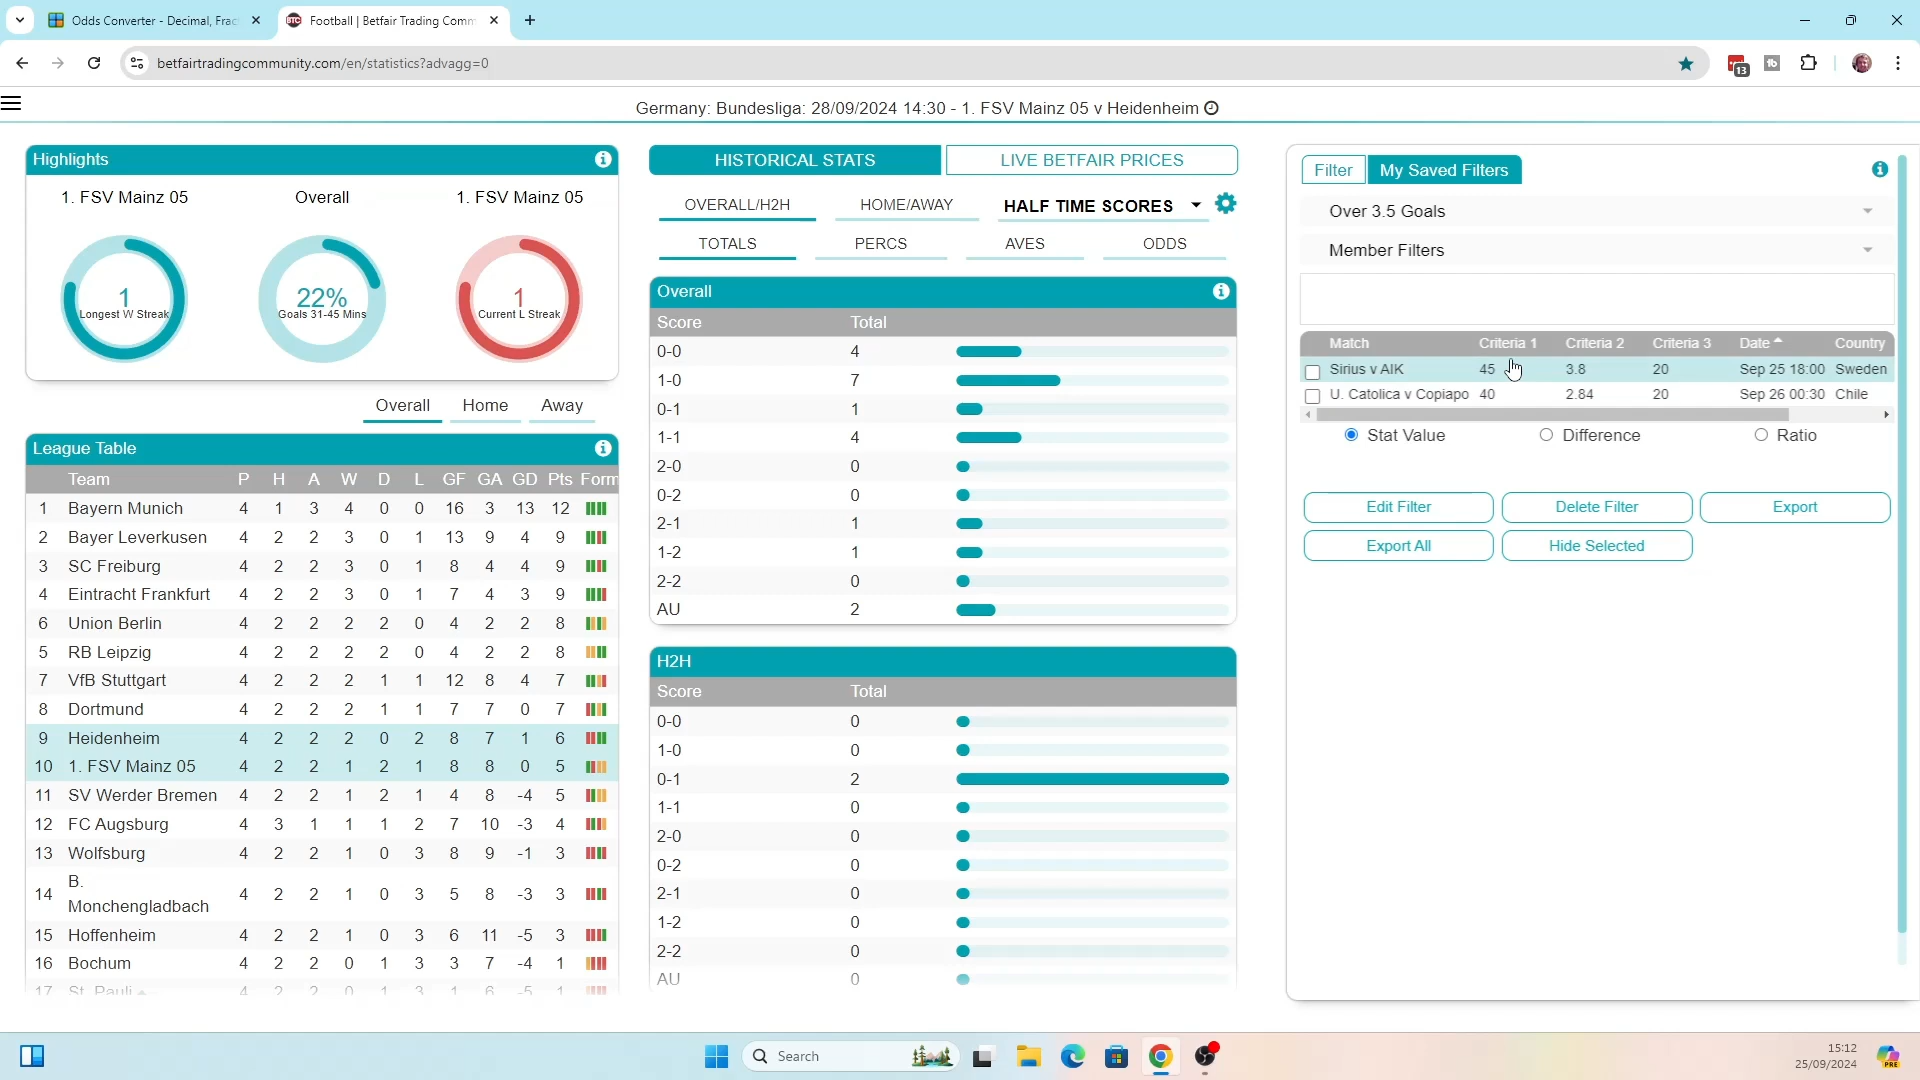 Odds Converter - Decimal, Frac
Football | Betfair Trading Comm
betfairtradingcommunity.com/en/statistics?advagg=0
13
Germany: Bundesliga: 28/09/2024 14:30 - 1. FSV Mainz 05 v Heidenheim
Highlights
1. FSV Mainz 05 Overall 1. FSV Mainz 05
1 22% 1
Longest W Streak Goals 31-45 Mins Current L Streak
Overall Home Away
League Table
Team P H A W D L GF GA GD Pts Form
1 Bayern Munich 4 1 3 4 0 0 16 3 13 12
2 Bayer Leverkusen 4 2 2 3 0 1 13 9 4 9
3 SC Freiburg 4 2 2 3 0 1 8 4 4 9
4 Eintracht Frankfurt 4 2 2 3 0 1 7 4 3 9
6 Union Berlin 4 2 2 2 2 0 4 2 2 8
5 RB Leipzig 4 2 2 2 2 0 4 2 2 8
7 VfB Stuttgart 4 2 2 2 1 1 12 8 4 7
8 Dortmund 4 2 2 2 1 1 7 7 0 7
9 Heidenheim 4 2 2 2 0 2 8 7 1 6
10 1. FSV Mainz 05 4 2 2 1 2 1 8 8 0 5
11 SV Werder Bremen 4 2 2 1 2 1 4 8 -4 5
12 FC Augsburg 4 3 1 1 1 2 7 10 -3 4
13 Wolfsburg 4 2 2 1 0 3 8 9 -1 3
14 B. Monchengladbach 4 2 2 1 0 3 5 8 -3 3
15 Hoffenheim 4 2 2 1 0 3 6 11 -5 3
16 Bochum 4 2 2 0 1 3 3 7 -4 1
17 St. Pauli 4 2 2 0 1 3 1 6 -5 1
HISTORICAL STATS LIVE BETFAIR PRICES
OVERALL/H2H HOME/AWAY HALF TIME SCORES
TOTALS PERCS AVES ODDS
Overall
Score Total
0-0 4
1-0 7
0-1 1
1-1 4
2-0 0
0-2 0
2-1 1
1-2 1
2-2 0
AU 2
H2H
Score Total
0-0 0
1-0 0
0-1 2
1-1 0
2-0 0
0-2 0
2-1 0
1-2 0
2-2 0
AU 0
Filter My Saved Filters
Over 3.5 Goals
Member Filters
Match Criteria 1 Criteria 2 Criteria 3 Date Country
Sirius v AIK 45 3.8 20 Sep 25 18:00 Sweden
U. Catolica v Copiapo 40 2.84 20 Sep 26 00:30 Chile
Stat Value Difference Ratio
Edit Filter Delete Filter Export
Export All Hide Selected
Search
15:12
25/09/2024
PRE